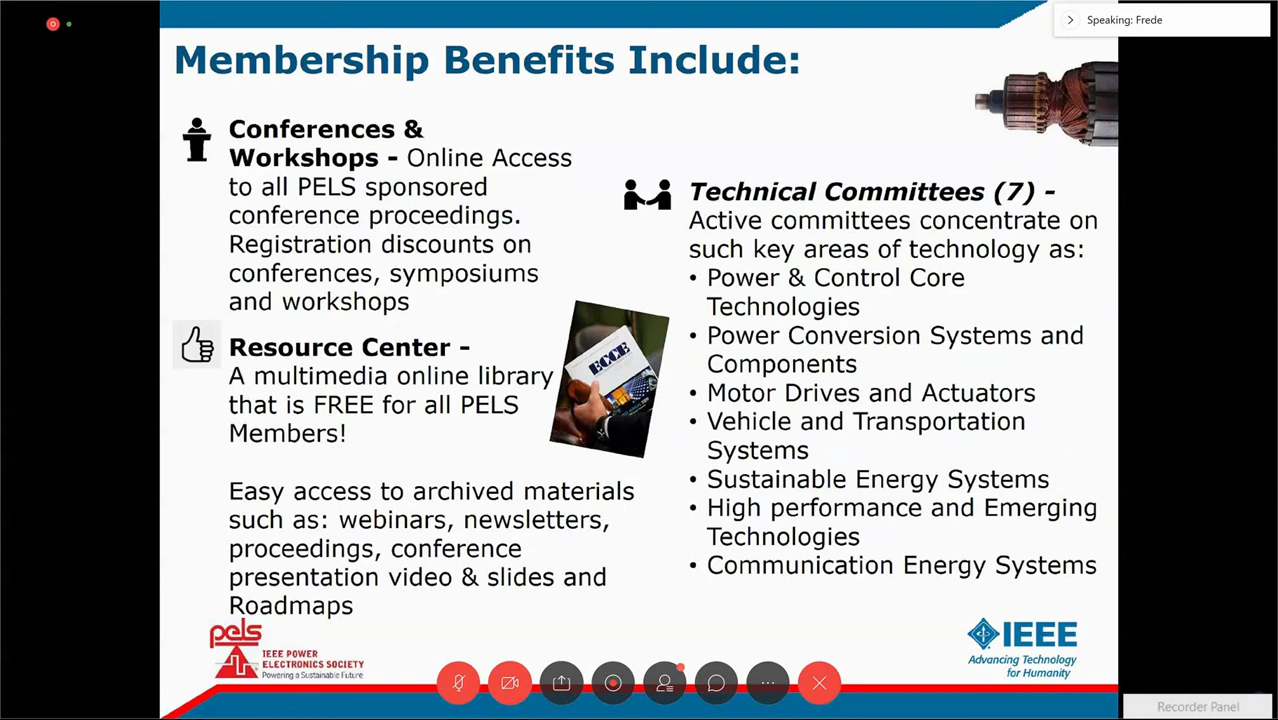 Speaking: Frede
Membership Benefits Include:
Conferences &
Workshops - Online Access
to all PELS sponsored
conference proceedings.
Registration discounts on
conferences, symposiums
and workshops
Resource Center -
A multimedia online library
that is FREE for all PELS
Members!
Easy access to archived materials
such as: webinars, newsletters,
proceedings, conference
presentation video & slides and
Roadmaps
ECCE
Technical Committees (7) -
Active committees concentrate on
such key areas of technology as:
• Power & Control Core
Technologies
• Power Conversion Systems and
Components
• Motor Drives and Actuators
• Vehicle and Transportation
Systems
• Sustainable Energy Systems
• High performance and Emerging
Technologies
• Communication Energy Systems
pels
IEEE POWER
ELECTRONICS SOCIETY
Powering a Sustainable Future
IEEE
Advancing Technology
for Humanity
Recorder Panel